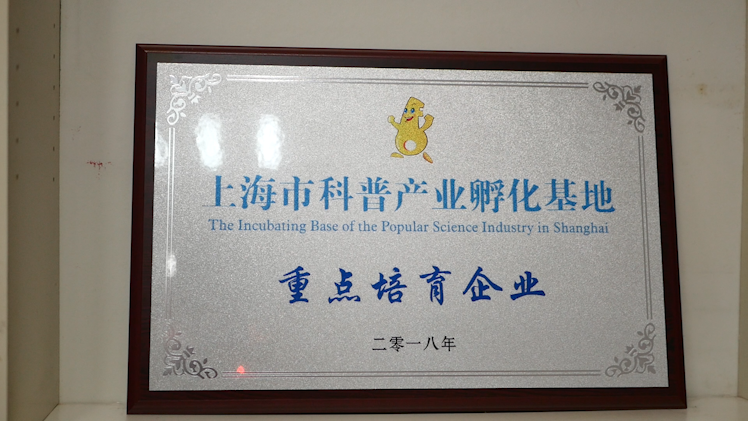 上海市科普产业孵化基地
The Incubating Base of the Popular Science Industry in Shanghai
重点培育企业
二零一八年